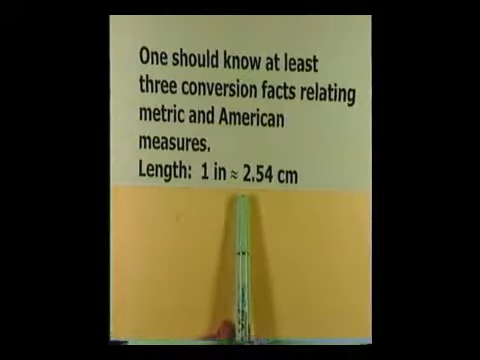 One should know at least
three conversion facts relating
metric and American
measures.
Length:  1 in ≈ 2.54 cm